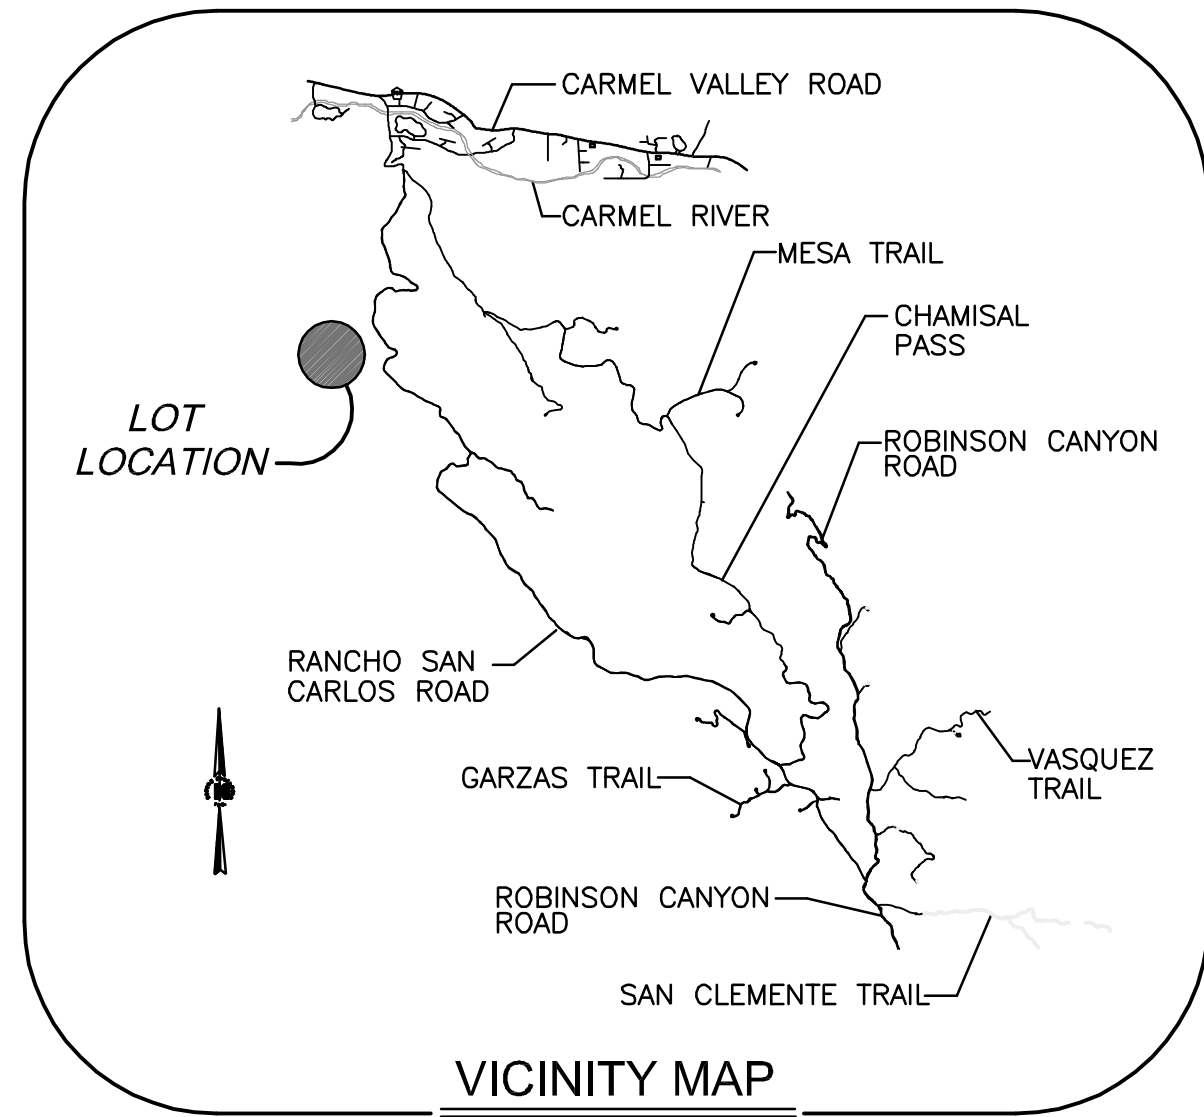 CARMEL VALLEY ROAD
CARMEL RIVER
MESA TRAIL
CHAMISAL
PASS
LOT
LOCATION
ROBINSON CANYON
ROAD
RANCHO SAN
CARLOS ROAD
GARZAS TRAIL
VASQUEZ
TRAIL
ROBINSON CANYON
ROAD
SAN CLEMENTE TRAIL
VICINITY MAP